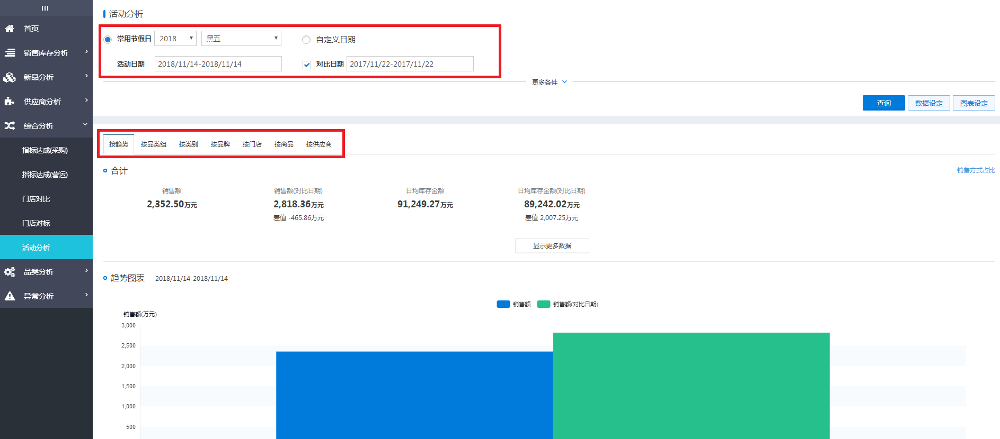 首页
销售库存分析
新品分析
供应商分析
综合分析
指标达成(采购)
指标达成(营运)
门店对比
门店对标
活动分析
品类分析
异常分析
活动分析
常用节假日 2018 黑五 自定义日期
活动日期 2018/11/14-2018/11/14 对比日期 2017/11/22-2017/11/22
更多条件
查询 数据设定 图表设定
按趋势 按品类组 按类别 按品牌 按门店 按商品 按供应商
合计 销售方式占比
销售额 销售额(对比日期) 日均库存金额 日均库存金额(对比日期)
2,352.50万元 2,818.36万元 91,249.27万元 89,242.02万元
差值 -465.86万元 差值 2,007.25万元
显示更多数据
趋势图表 2018/11/14-2018/11/14
销售额 销售额(对比日期)
销售额(万元)
3,000
2,500
2,000
1,500
1,000
500